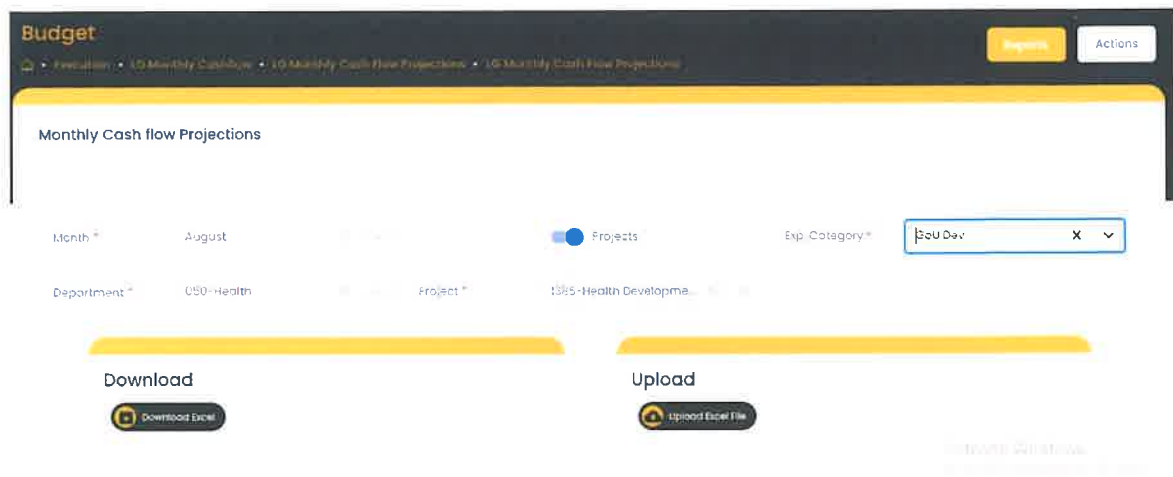 Budget
Reports Actions
• Execution • LG Monthly Cashflow • LG Monthly Cash Flow Projections • LG Monthly Cash Flow Projections
Monthly Cash flow Projections
Month * August Projects Exp. Category * GoU Dev X
Department * 050-Health Project * 1385-Health Developme...
Download Upload
Download Excel Upload Excel File